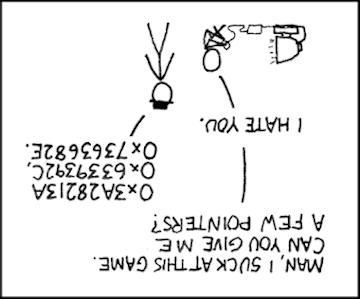 MAN, I SUCK AT THIS GAME.
CAN YOU GIVE ME
A FEW POINTERS?
0x3A28213A
0x6339392C,
0x7363682E.
I HATE YOU.